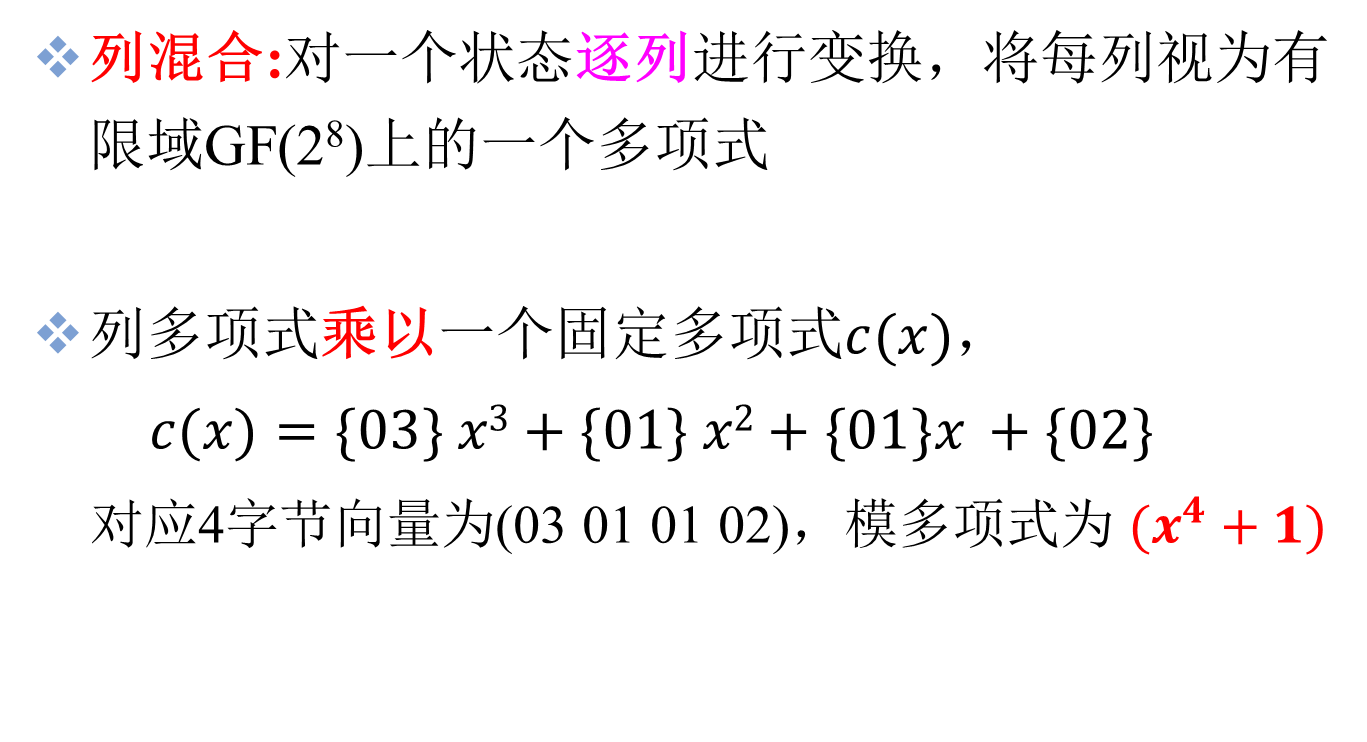 ❖列混合:对一个状态逐列进行变换，将每列视为有
限域GF(2⁸)上的一个多项式
❖列多项式乘以一个固定多项式c(x)，
c(x) = {03} x³ + {01} x² + {01}x + {02}
对应4字节向量为(03 01 01 02)，模多项式为 (x⁴ + 1)